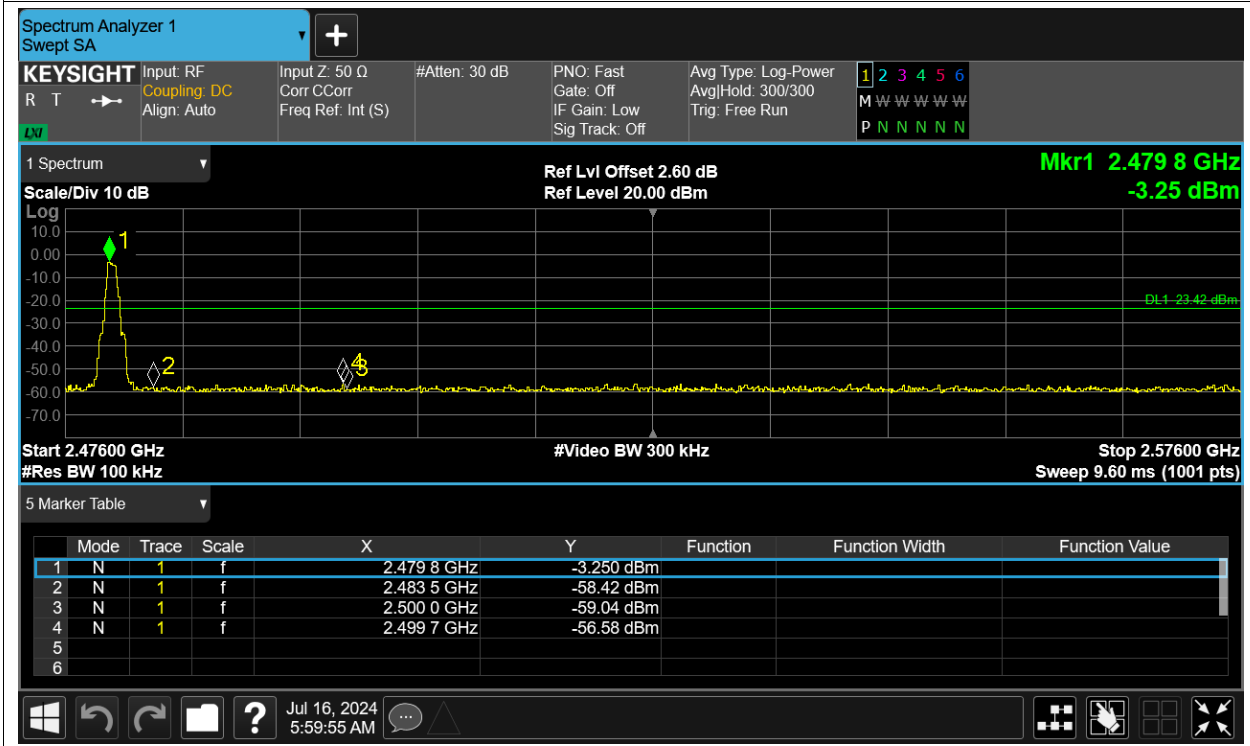 Spectrum Analyzer 1
Swept SA
+
KEYSIGHT
R T
LXI
Input: RF
Coupling: DC
Align: Auto
Input Z: 50 Ω
Corr CCorr
Freq Ref: Int (S)
#Atten: 30 dB
PNO: Fast
Gate: Off
IF Gain: Low
Sig Track: Off
Avg Type: Log-Power
Avg|Hold: 300/300
Trig: Free Run
1 2 3 4 5 6
M W W W W W
P N N N N N
1 Spectrum
Scale/Div 10 dB
Ref Lvl Offset 2.60 dB
Ref Level 20.00 dBm
Mkr1 2.479 8 GHz
-3.25 dBm
Log
10.0
0.00
-10.0
-20.0
-30.0
-40.0
-50.0
-60.0
-70.0
1
2
4
3
DL1 -23.42 dBm
Start 2.47600 GHz
#Video BW 300 kHz
Stop 2.57600 GHz
#Res BW 100 kHz
Sweep 9.60 ms (1001 pts)
5 Marker Table
Mode Trace Scale X Y Function Function Width Function Value
1 N 1 f 2.479 8 GHz -3.250 dBm
2 N 1 f 2.483 5 GHz -58.42 dBm
3 N 1 f 2.500 0 GHz -59.04 dBm
4 N 1 f 2.499 7 GHz -56.58 dBm
5
6
?
Jul 16, 2024
5:59:55 AM